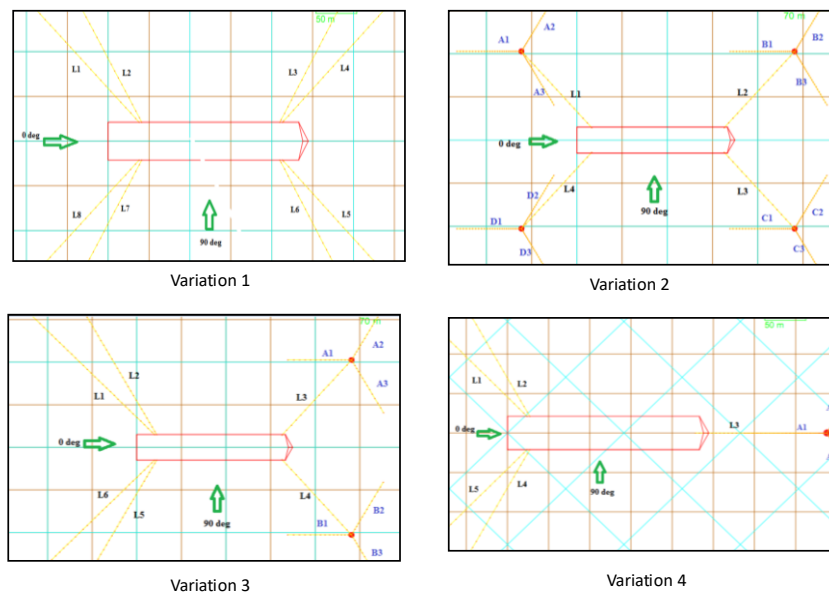 50 m
L1
L2
L3
L4
0 deg
L8
L7
L6
L5
90 deg
Variation 1
70 m
A1
A2
A3
L1
B1
B2
B3
L2
0 deg
L4
L3
D2
D1
D3
90 deg
C1
C2
C3
Variation 2
70 m
L2
L1
A1
A2
A3
L3
0 deg
L6
L5
L4
90 deg
B1
B2
B3
Variation 3
50 m
L1
L2
0 deg
L3
A1
L5
L4
90 deg
Variation 4